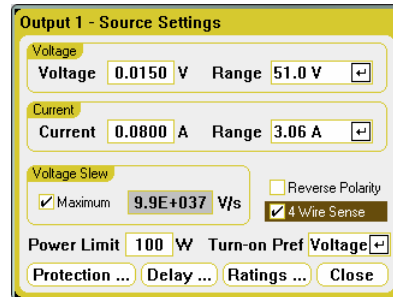 Output 1 - Source Settings
Voltage
Voltage 0.0150 V Range 51.0 V
Current
Current 0.0800 A Range 3.06 A
Voltage Slew
Maximum 9.9E+037 V/s
Reverse Polarity
4 Wire Sense
Power Limit 100 W Turn-on Pref Voltage
Protection ... Delay ... Ratings ... Close